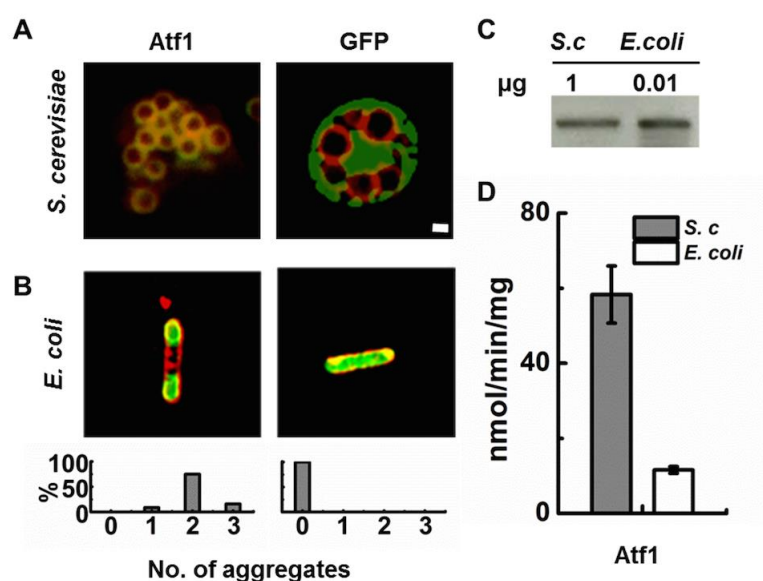 A
Atf1
GFP
S. cerevisiae
B
E. coli
%
100
50
0
0 1 2 3
0 1 2 3
No. of aggregates
C
S.c E.coli
µg 1 0.01
D
80
40
0
nmol/min/mg
S. c
E. coli
Atf1